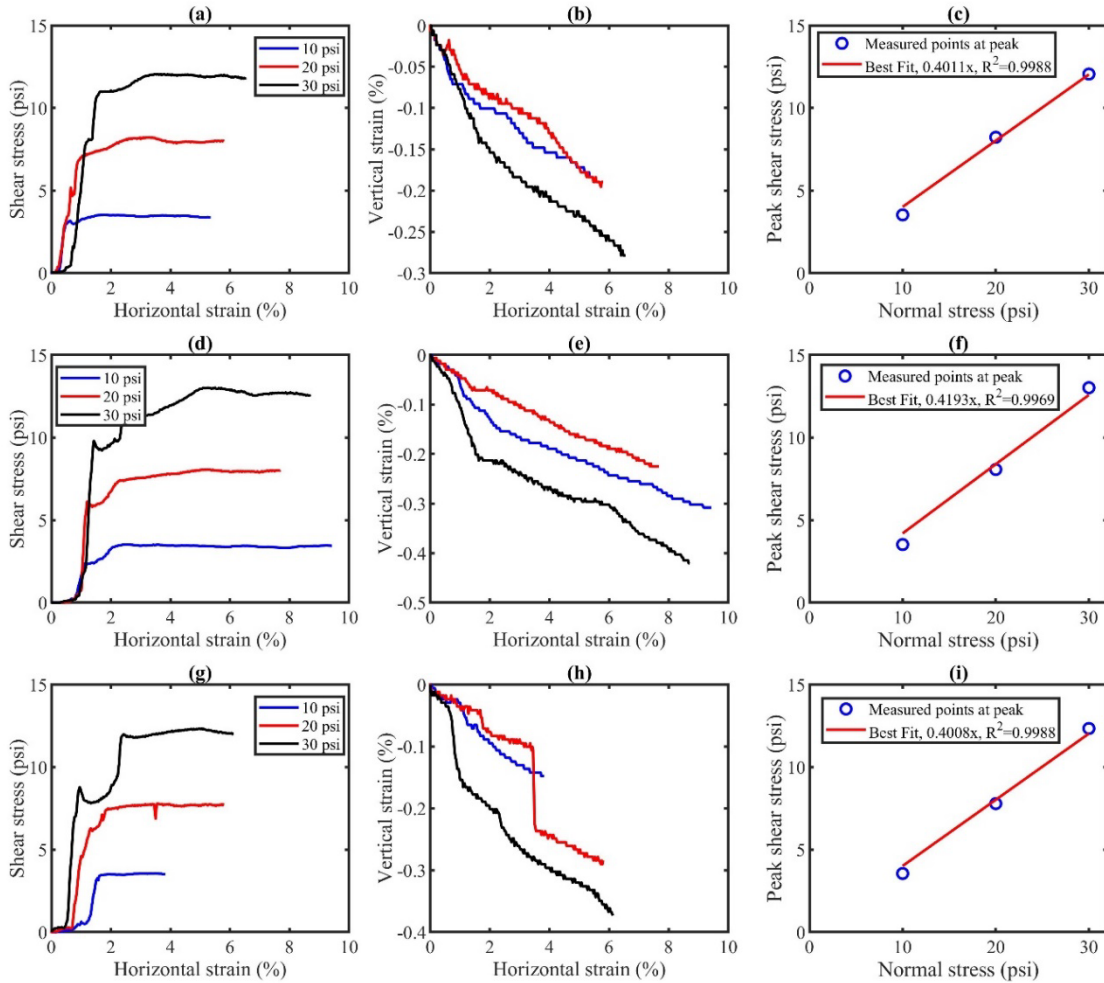 (a)
15
10
5
0
Shear stress (psi)
10 psi
20 psi
30 psi
0 2 4 6 8 10
Horizontal strain (%)
(b)
0
-0.05
-0.1
-0.15
-0.2
-0.25
-0.3
Vertical strain (%)
0 2 4 6 8 10
Horizontal strain (%)
(c)
15
10
5
0
Peak shear stress (psi)
Measured points at peak
Best Fit, 0.4011x, R²=0.9988
0 10 20 30
Normal stress (psi)
(d)
15
10
5
0
Shear stress (psi)
10 psi
20 psi
30 psi
0 2 4 6 8 10
Horizontal strain (%)
(e)
0
-0.1
-0.2
-0.3
-0.4
-0.5
Vertical strain (%)
0 2 4 6 8 10
Horizontal strain (%)
(f)
15
10
5
0
Peak shear stress (psi)
Measured points at peak
Best Fit, 0.4193x, R²=0.9969
0 10 20 30
Normal stress (psi)
(g)
15
10
5
0
Shear stress (psi)
10 psi
20 psi
30 psi
0 2 4 6 8 10
Horizontal strain (%)
(h)
0
-0.1
-0.2
-0.3
-0.4
Vertical strain (%)
0 2 4 6 8 10
Horizontal strain (%)
(i)
15
10
5
0
Peak shear stress (psi)
Measured points at peak
Best Fit, 0.4008x, R²=0.9988
0 10 20 30
Normal stress (psi)